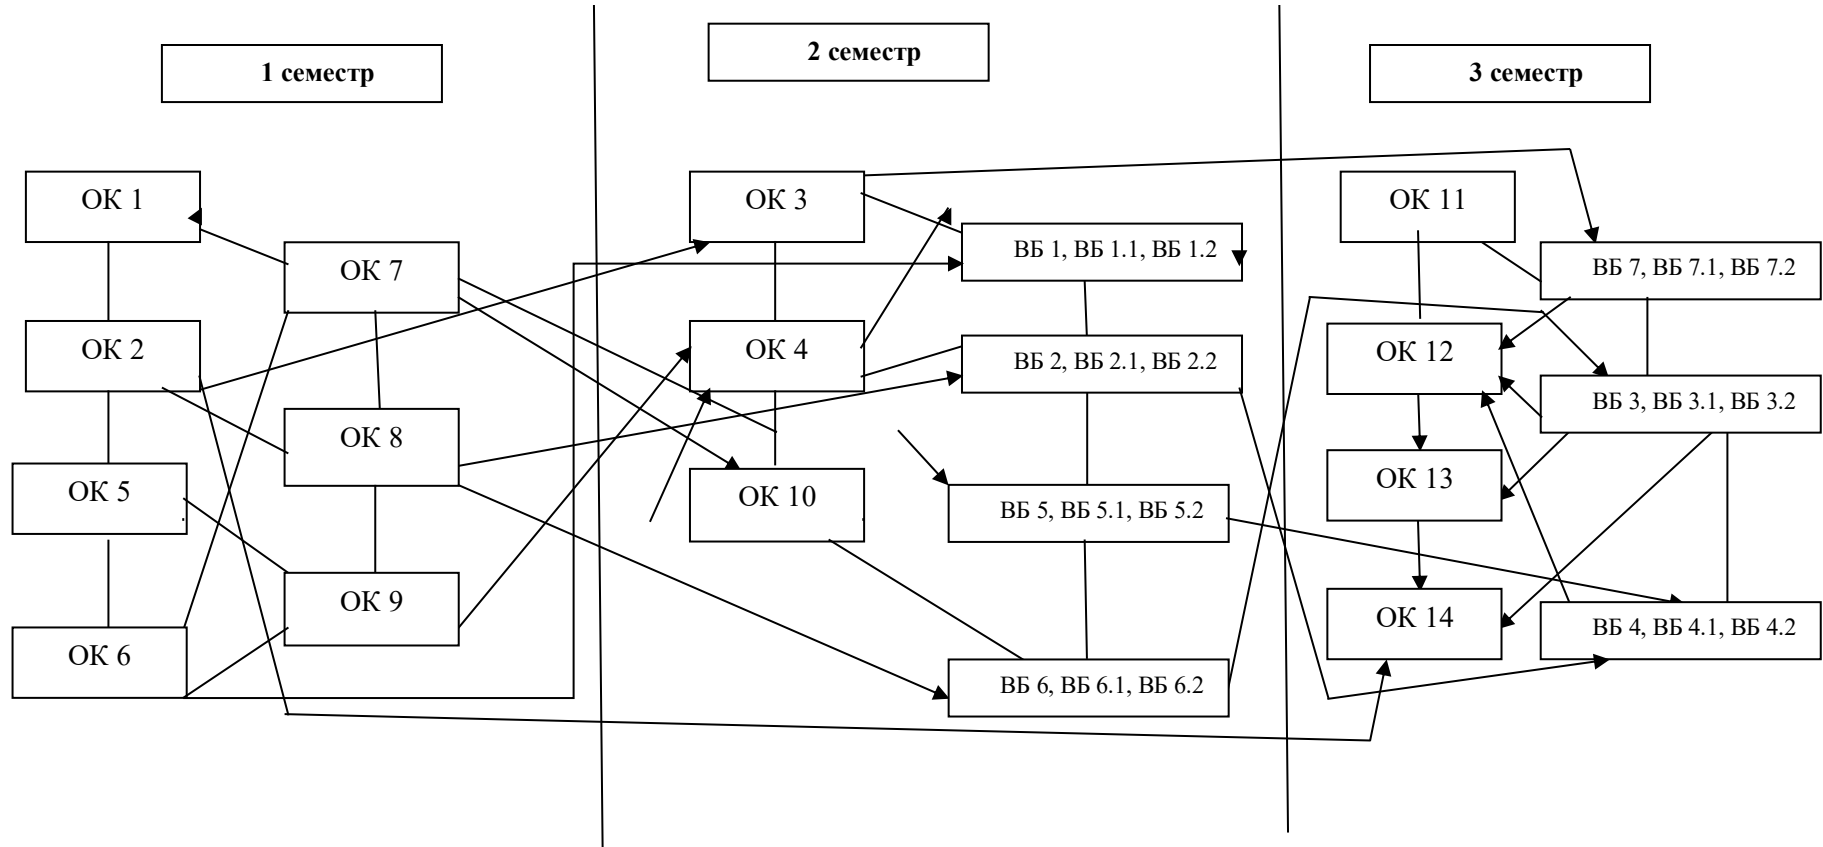 1 семестр
2 семестр
3 семестр
ОК 1
ОК 7
ОК 2
ОК 8
ОК 5
ОК 9
ОК 6
ОК 3
ВБ 1, ВБ 1.1, ВБ 1.2
ОК 4
ВБ 2, ВБ 2.1, ВБ 2.2
ОК 10
ВБ 5, ВБ 5.1, ВБ 5.2
ВБ 6, ВБ 6.1, ВБ 6.2
ОК 11
ВБ 7, ВБ 7.1, ВБ 7.2
ОК 12
ВБ 3, ВБ 3.1, ВБ 3.2
ОК 13
ОК 14
ВБ 4, ВБ 4.1, ВБ 4.2